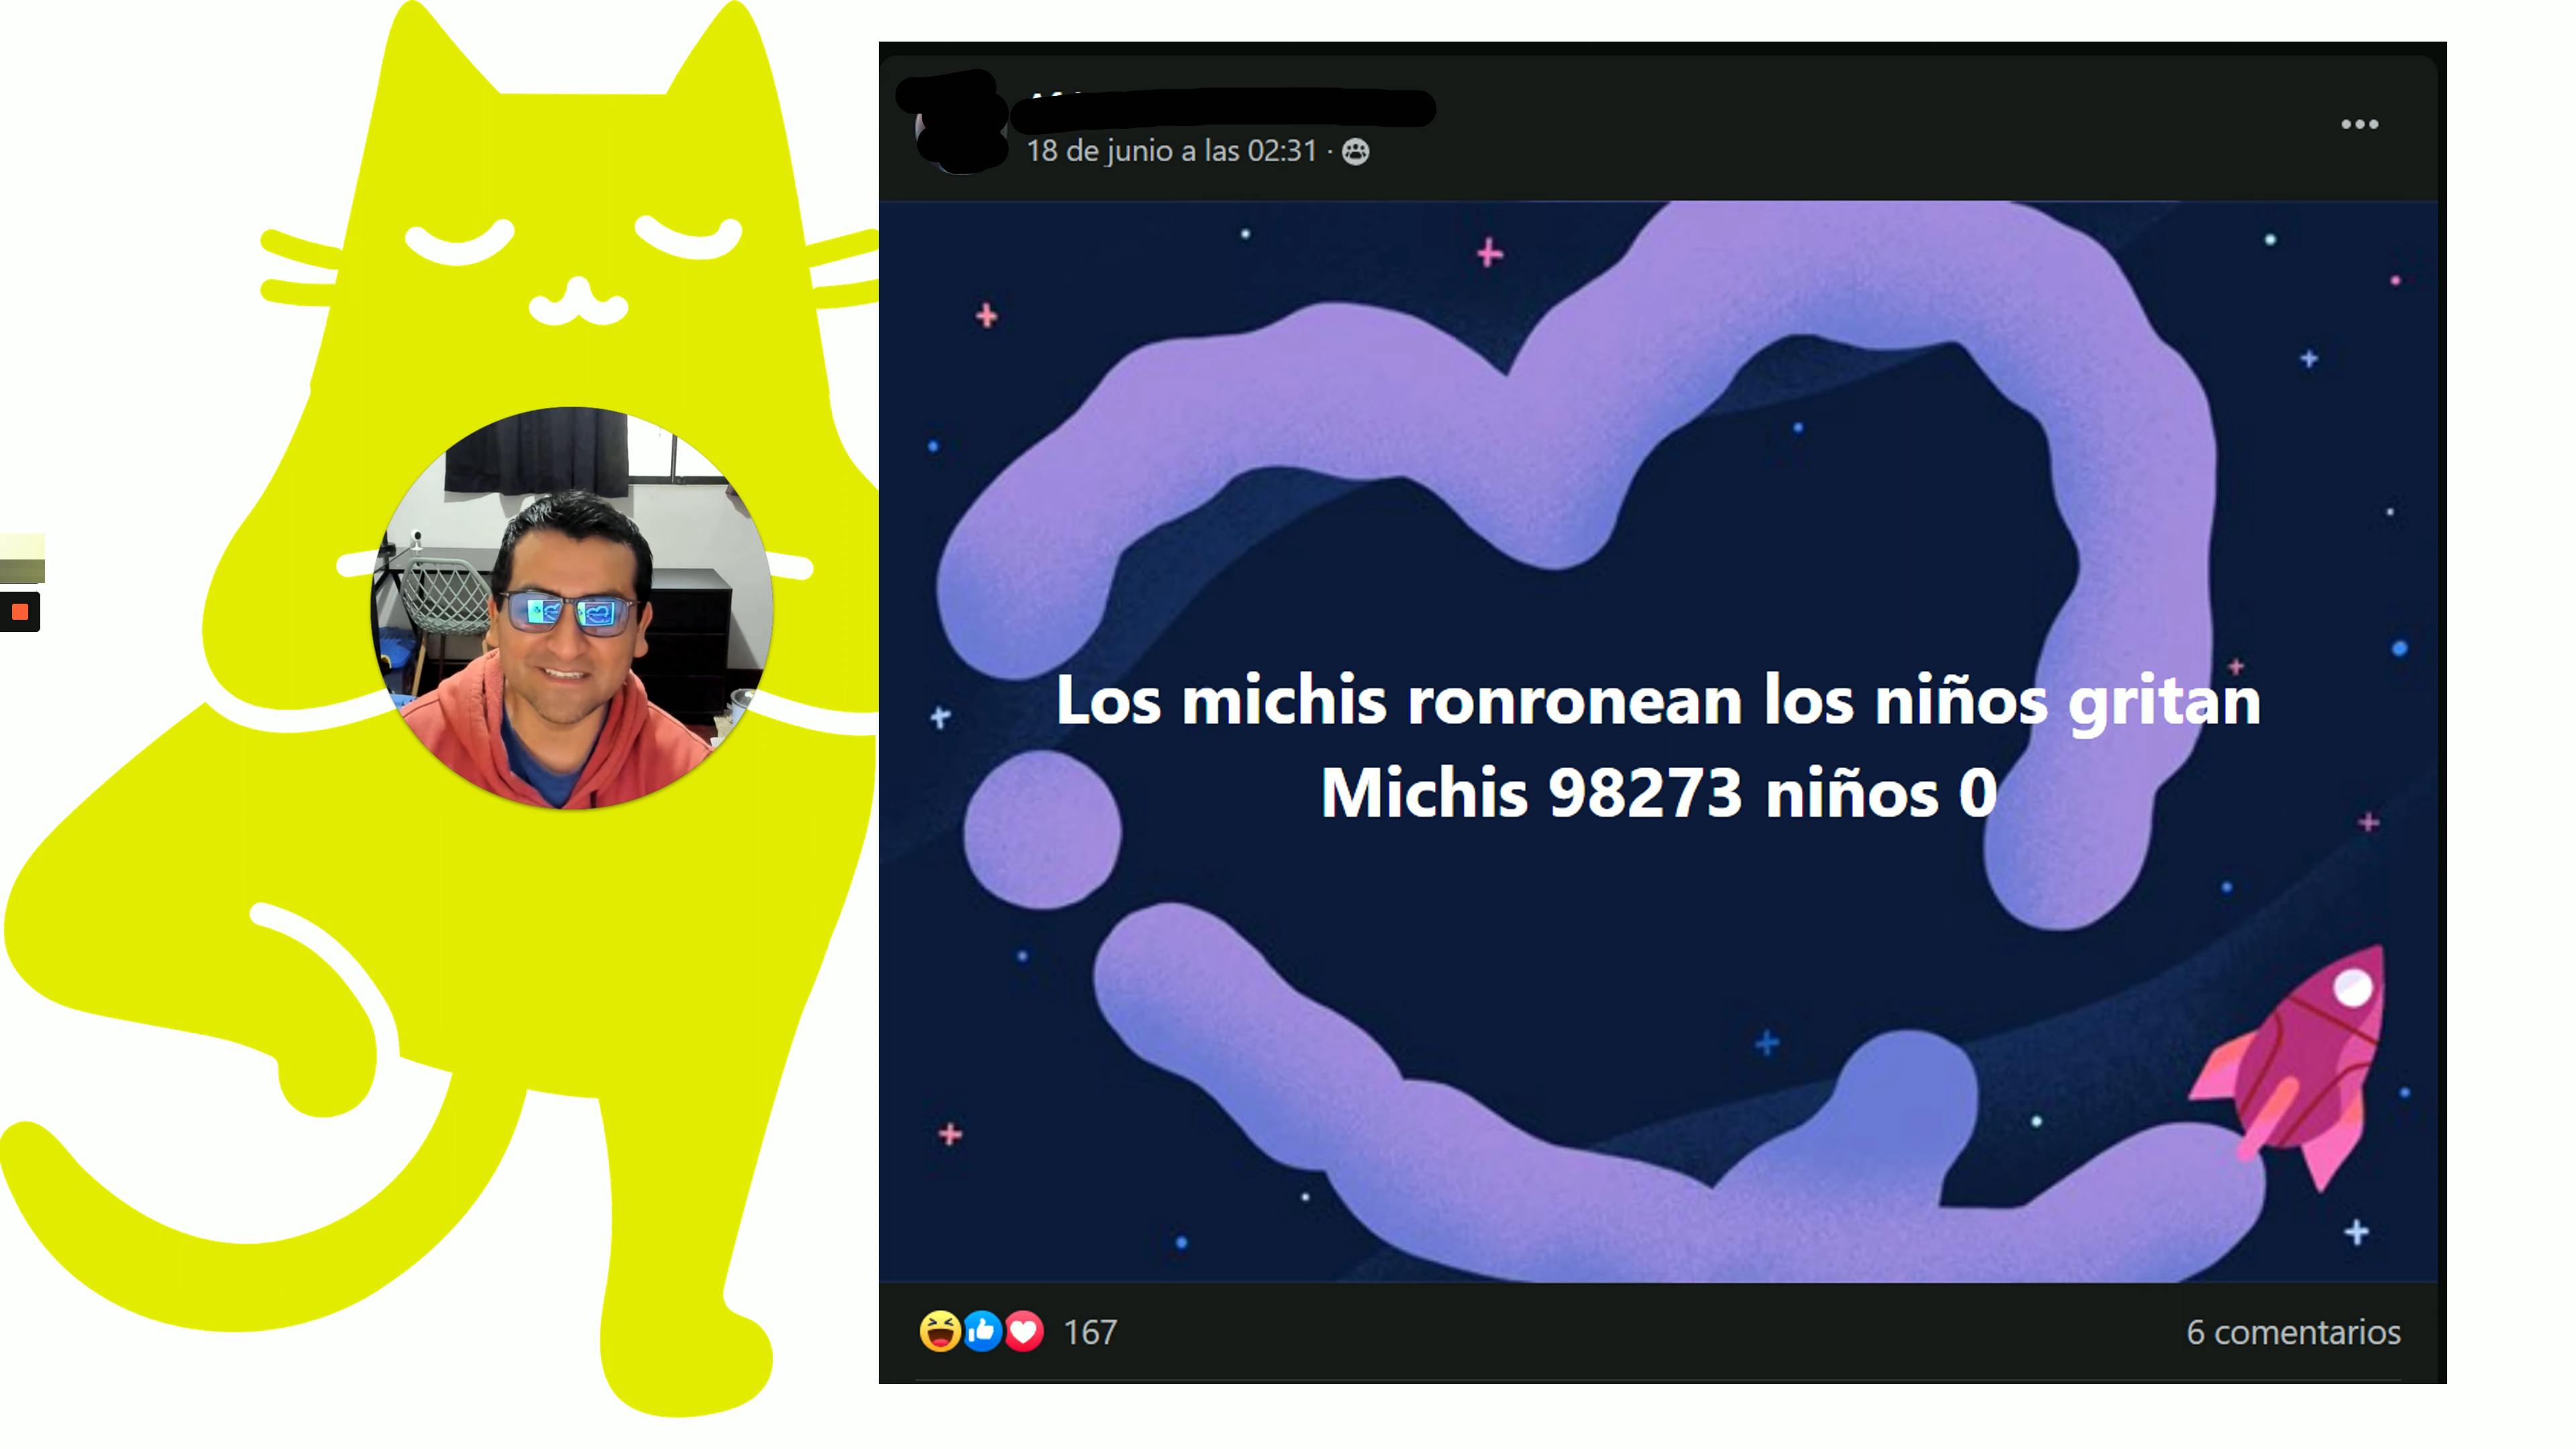 18 de junio a las 02:31 ·
Los michis ronronean los niños gritan
Michis 98273 niños 0
167
6 comentarios